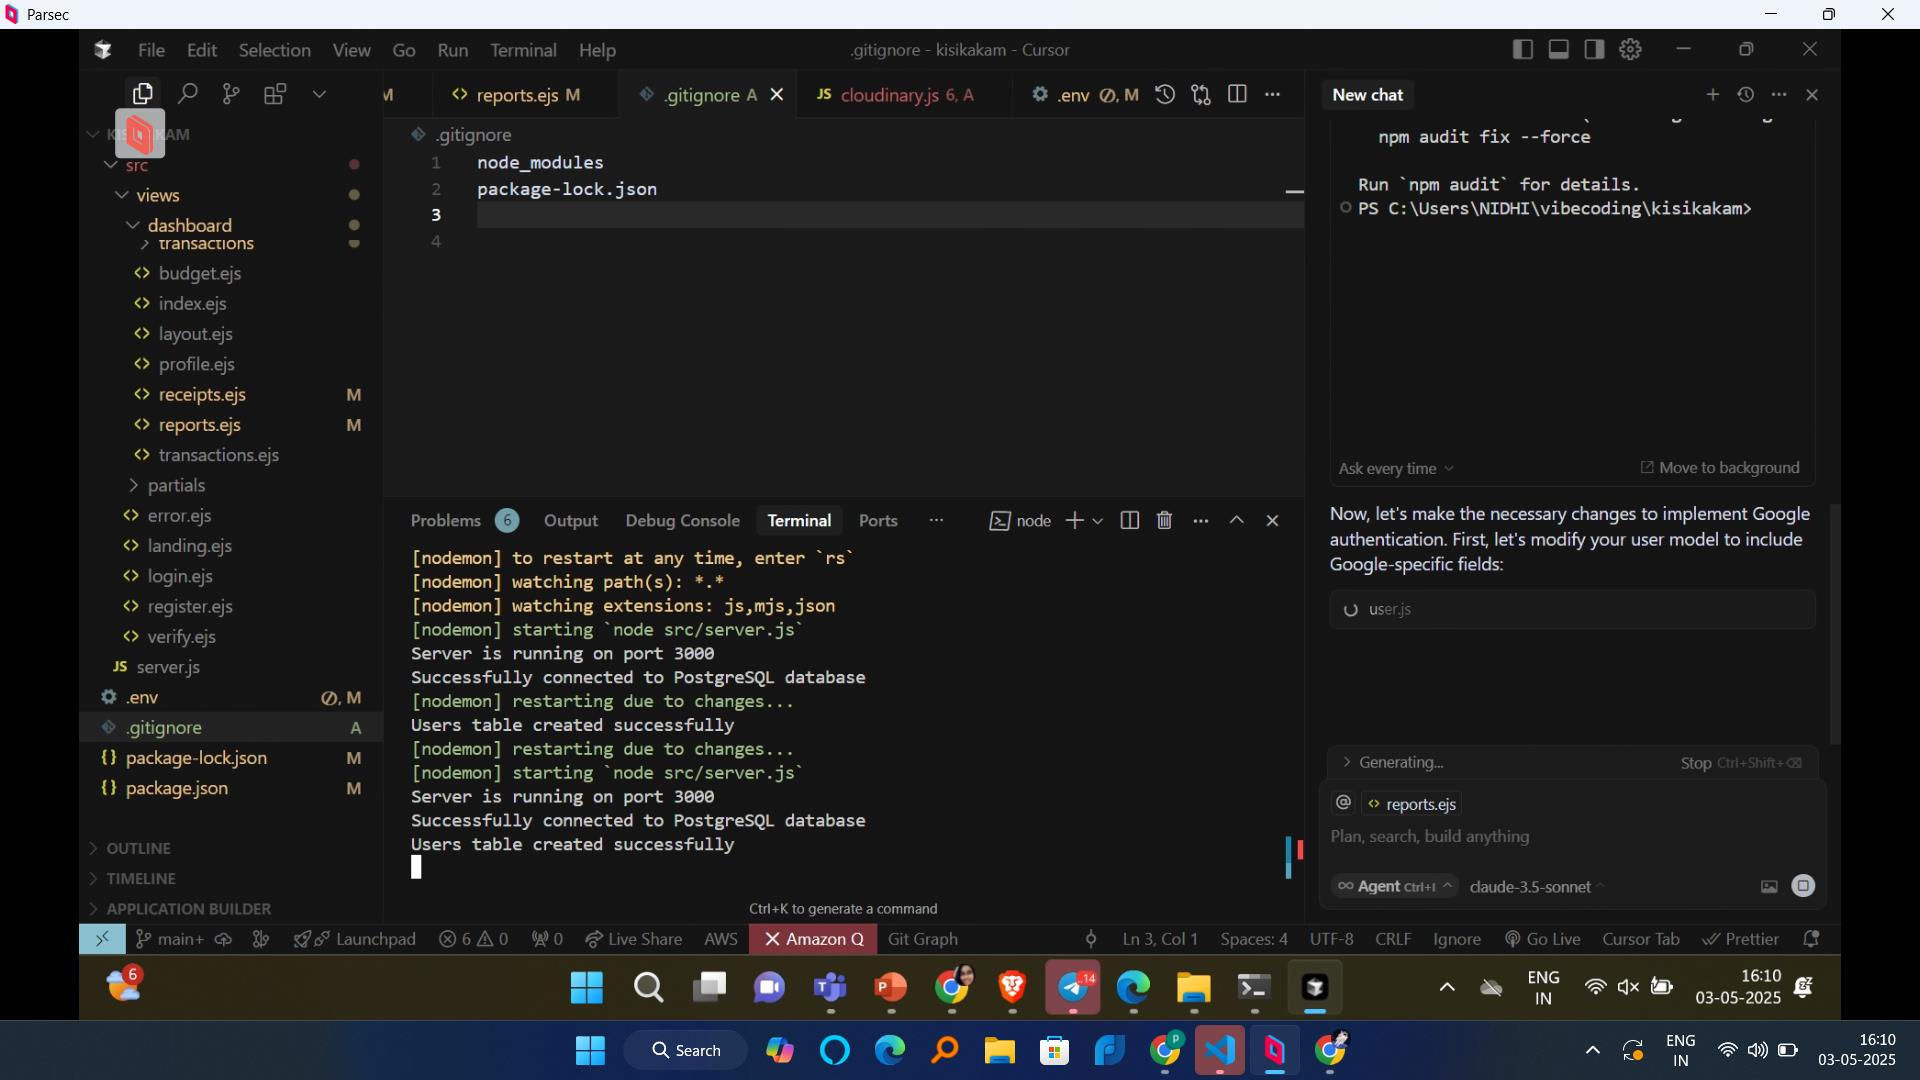 Parsec
File Edit Selection View Go Run Terminal Help
.gitignore - kisikakam - Cursor
M
reports.ejs M
.gitignore A
JS cloudinary.js 6, A
.env M
New chat
src
views
dashboard
transactions
budget.ejs
index.ejs
layout.ejs
profile.ejs
receipts.ejs M
reports.ejs M
transactions.ejs
partials
error.ejs
landing.ejs
login.ejs
register.ejs
verify.ejs
JS server.js
.env , M
.gitignore A
{} package-lock.json M
{} package.json M
OUTLINE
TIMELINE
APPLICATION BUILDER
.gitignore
1 node_modules
2 package-lock.json
3
4
Problems 6 Output Debug Console Terminal Ports node
[nodemon] to restart at any time, enter `rs`
[nodemon] watching path(s): *.*
[nodemon] watching extensions: js,mjs,json
[nodemon] starting `node src/server.js`
Server is running on port 3000
Successfully connected to PostgreSQL database
[nodemon] restarting due to changes...
Users table created successfully
[nodemon] restarting due to changes...
[nodemon] starting `node src/server.js`
Server is running on port 3000
Successfully connected to PostgreSQL database
Users table created successfully
Ctrl+K to generate a command
npm audit fix --force
Run `npm audit` for details.
PS C:\Users\NIDHI\vibecoding\kisikakam>
Ask every time
Move to background
Now, let's make the necessary changes to implement Google
authentication. First, let's modify your user model to include
Google-specific fields:
user.js
Generating...
Stop Ctrl+Shift+⌫
@ reports.ejs
Plan, search, build anything
∞ Agent Ctrl+I claude-3.5-sonnet
main+ Launchpad 6 0 0 Live Share AWS Amazon Q Git Graph Ln 3, Col 1 Spaces: 4 UTF-8 CRLF Ignore Go Live Cursor Tab Prettier
6
14
ENG
IN
16:10
03-05-2025
Search
ENG
IN
16:10
03-05-2025